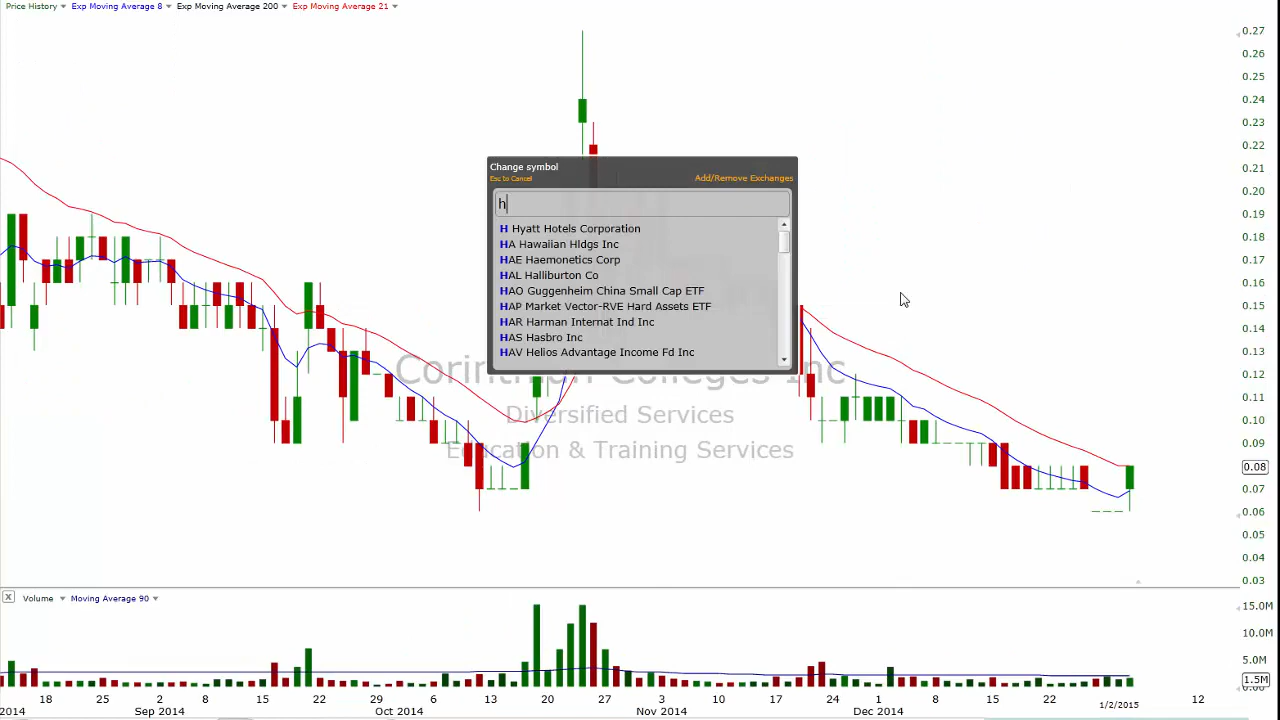 Price History Exp Moving Average 8 Exp Moving Average 200 Exp Moving Average 21
0.27
0.26
0.25
0.24
0.23
0.22
0.21
0.20
0.19
0.18
0.17
0.16
0.15
0.14
0.13
0.12
0.11
0.10
0.09
0.08
0.07
0.06
0.05
0.04
0.03
Change symbol
Esc to Cancel Add/Remove Exchanges
h
H Hyatt Hotels Corporation
HA Hawaiian Hldgs Inc
HAE Haemonetics Corp
HAL Halliburton Co
HAO Guggenheim China Small Cap ETF
HAP Market Vector-RVE Hard Assets ETF
HAR Harman Internat Ind Inc
HAS Hasbro Inc
HAV Helios Advantage Income Fd Inc
Corinthian Colleges Inc
Diversified Services
Education & Training Services
X Volume Moving Average 90
15.0M
10.0M
5.0M
1.5M
18 25 2 8 15 22 29 6 13 20 27 3 10 17 24 1 8 15 22 1/2/2015 12
2014 Sep 2014 Oct 2014 Nov 2014 Dec 2014